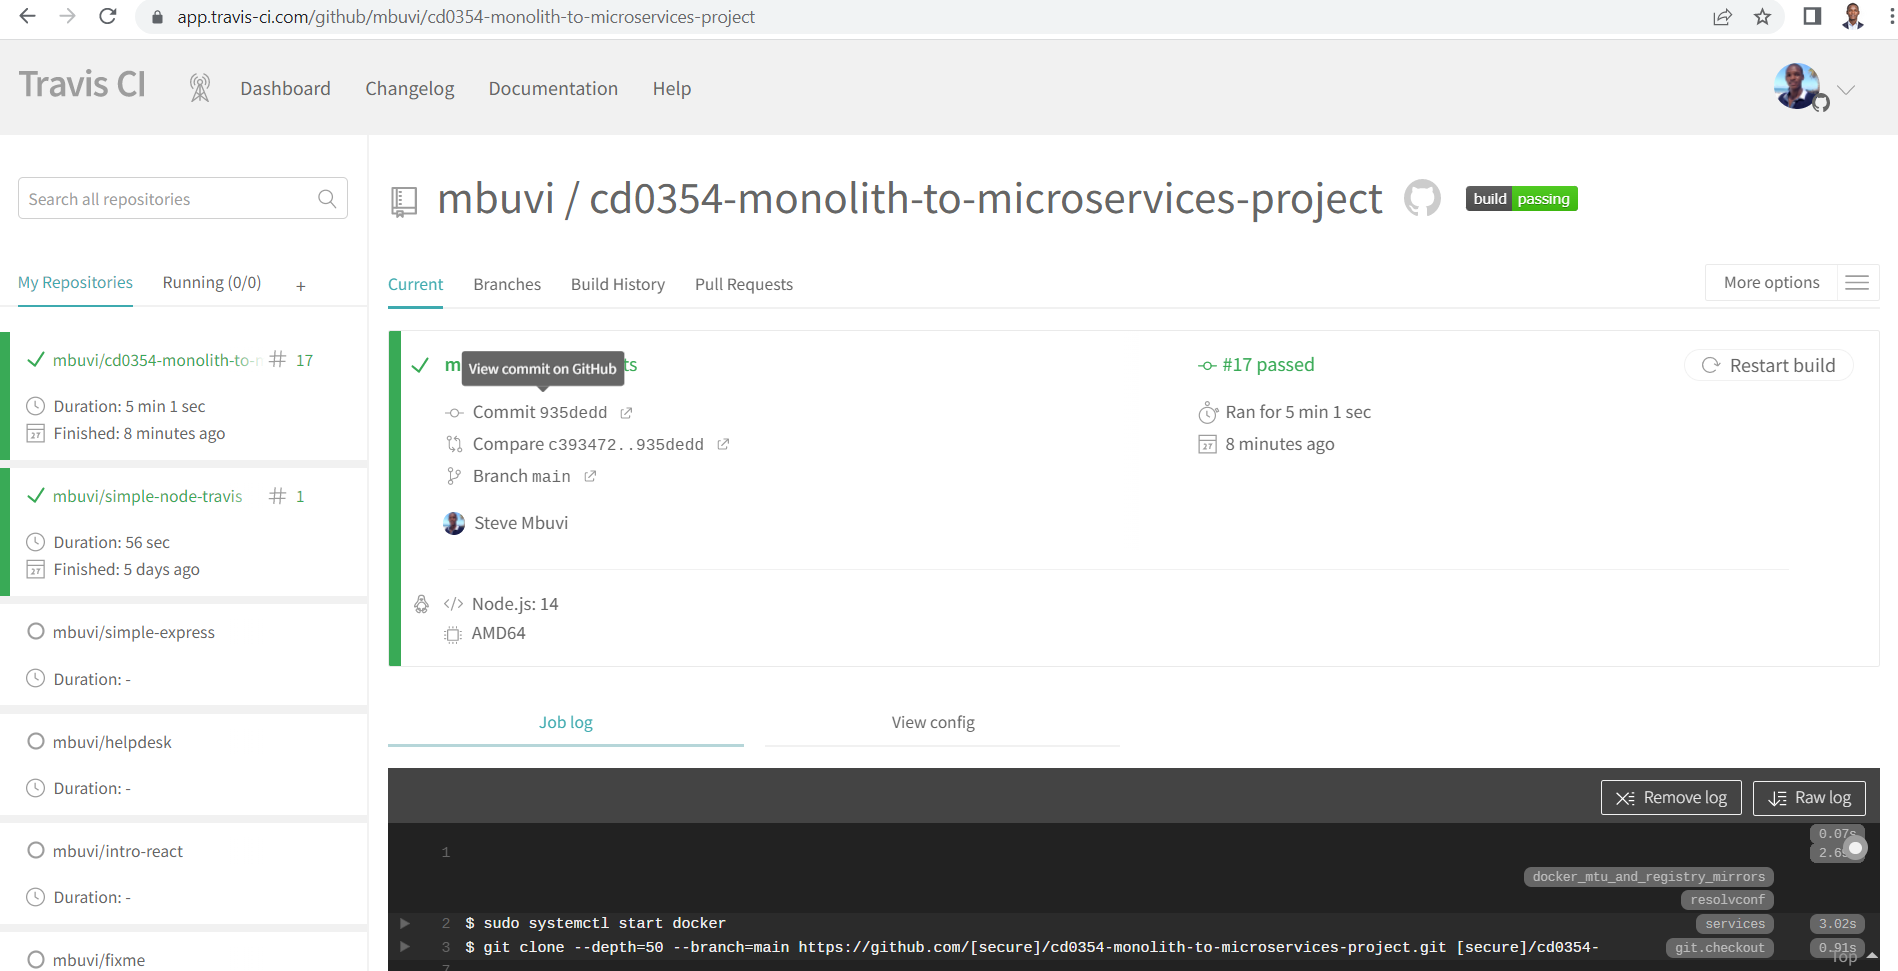 app.travis-ci.com/github/mbuvi/cd0354-monolith-to-microservices-project
Travis CI
Dashboard
Changelog
Documentation
Help
Search all repositories
My Repositories
Running (0/0)
+
mbuvi/cd0354-monolith-to-
# 17
Duration: 5 min 1 sec
Finished: 8 minutes ago
mbuvi/simple-node-travis
# 1
Duration: 56 sec
Finished: 5 days ago
mbuvi/simple-express
Duration: -
mbuvi/helpdesk
Duration: -
mbuvi/intro-react
Duration: -
mbuvi/fixme
mbuvi / cd0354-monolith-to-microservices-project
build passing
Current
Branches
Build History
Pull Requests
More options
m
View commit on GitHub
ts
Commit 935dedd
Compare c393472..935dedd
Branch main
Steve Mbuvi
#17 passed
Ran for 5 min 1 sec
8 minutes ago
Restart build
Node.js: 14
AMD64
Job log
View config
Remove log
Raw log
0.07s
1
docker_mtu_and_registry_mirrors
resolvconf
2 $ sudo systemctl start docker
services
3.02s
3 $ git clone --depth=50 --branch=main https://github.com/[secure]/cd0354-monolith-to-microservices-project.git [secure]/cd0354-
git.checkout
0.91s
Top